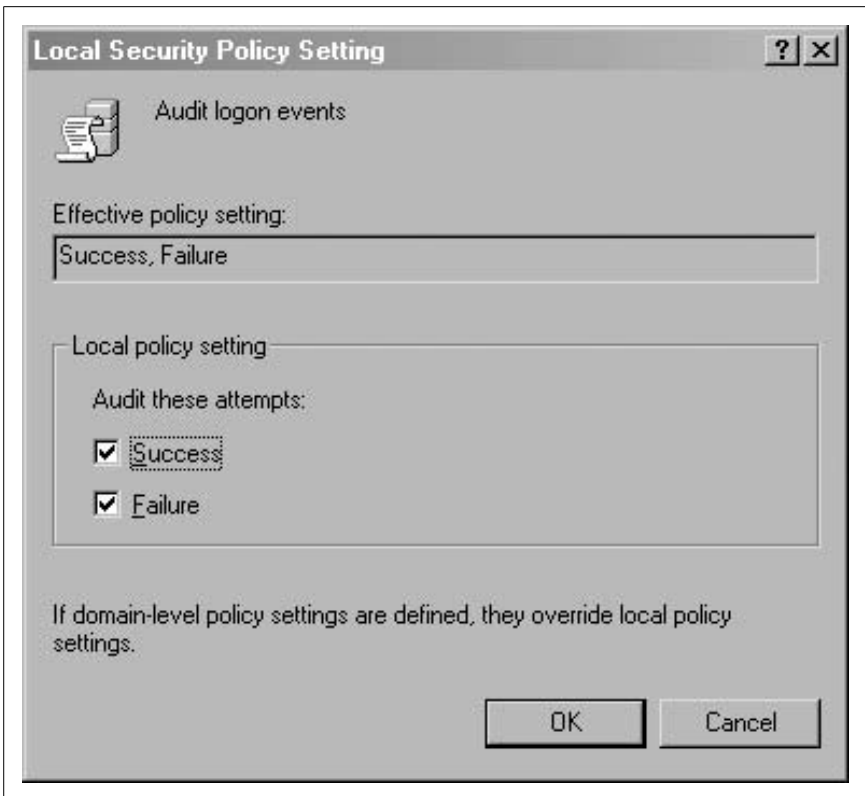 Local Security Policy Setting
Audit logon events
Effective policy setting:
Success, Failure
Local policy setting
Audit these attempts:
Success
Failure
If domain-level policy settings are defined, they override local policy
settings.
OK Cancel